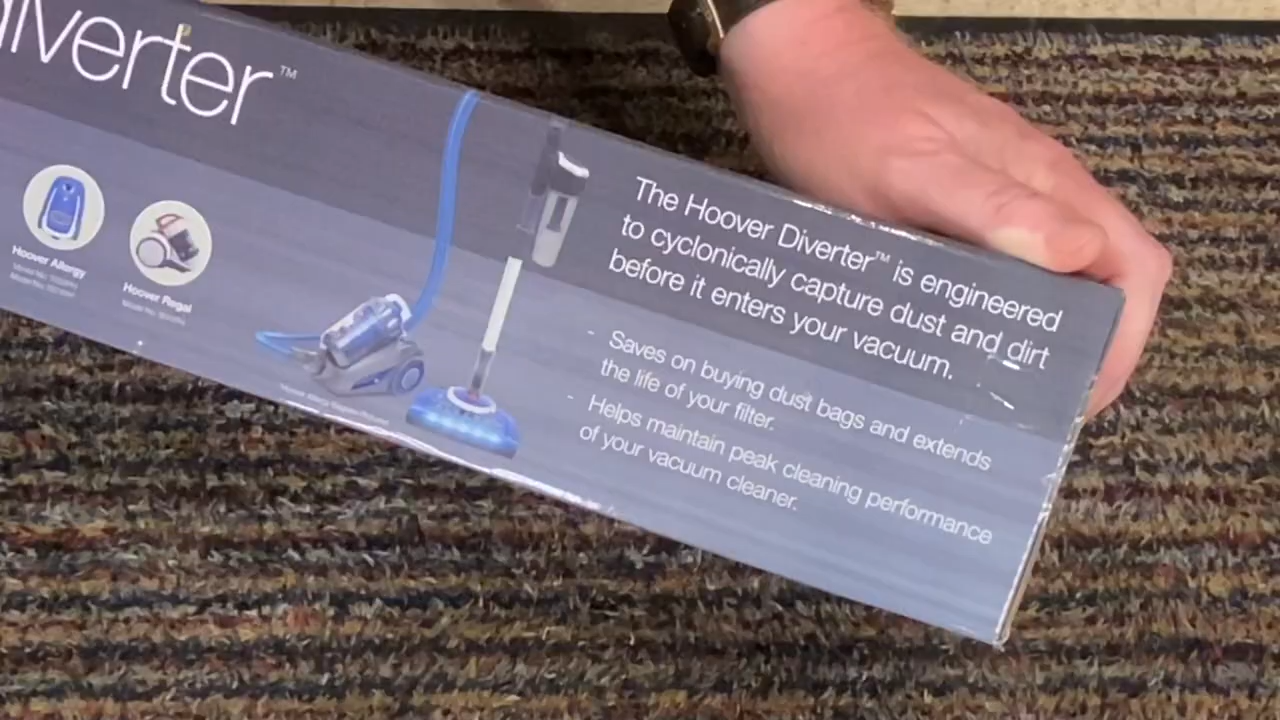 diverter™
The Hoover Diverter™ is engineered
to cyclonically capture dust and dirt
before it enters your vacuum.
- Saves on buying dust bags and extends
the life of your filter.
- Helps maintain peak cleaning performance
of your vacuum cleaner.
Hoover Allergy
Hoover Regal